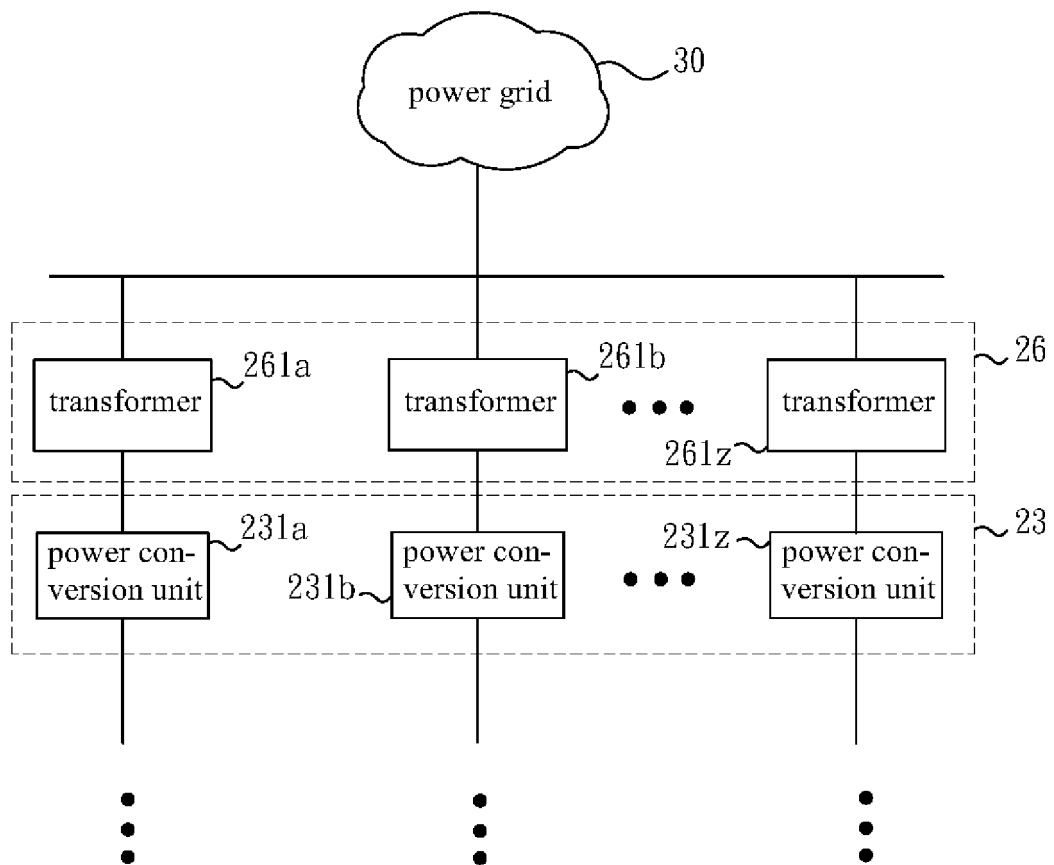 30
power grid
261a
261b
26
transformer
transformer
transformer
261z
231a
231z
23
power con-
version unit
power con-
version unit
power con-
version unit
231b